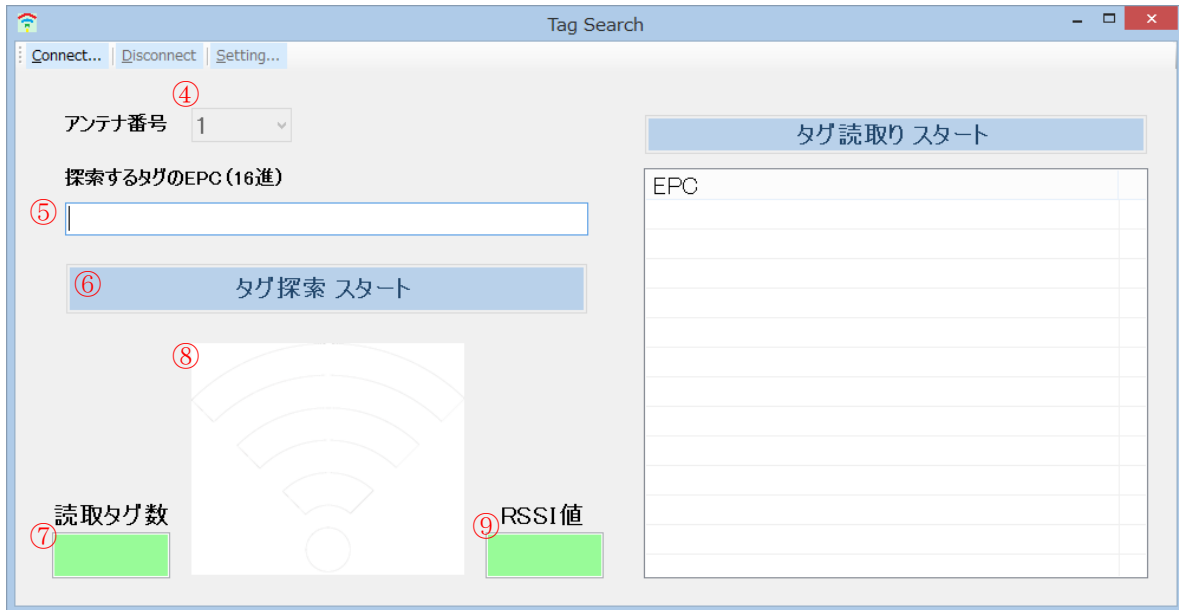 Tag Search
Connect... Disconnect Setting...
④
アンテナ番号 1
タグ読取り スタート
探索するタグのEPC(16進)
EPC
⑤
⑥ タグ探索 スタート
⑧
読取タグ数
⑨ RSSI値
⑦